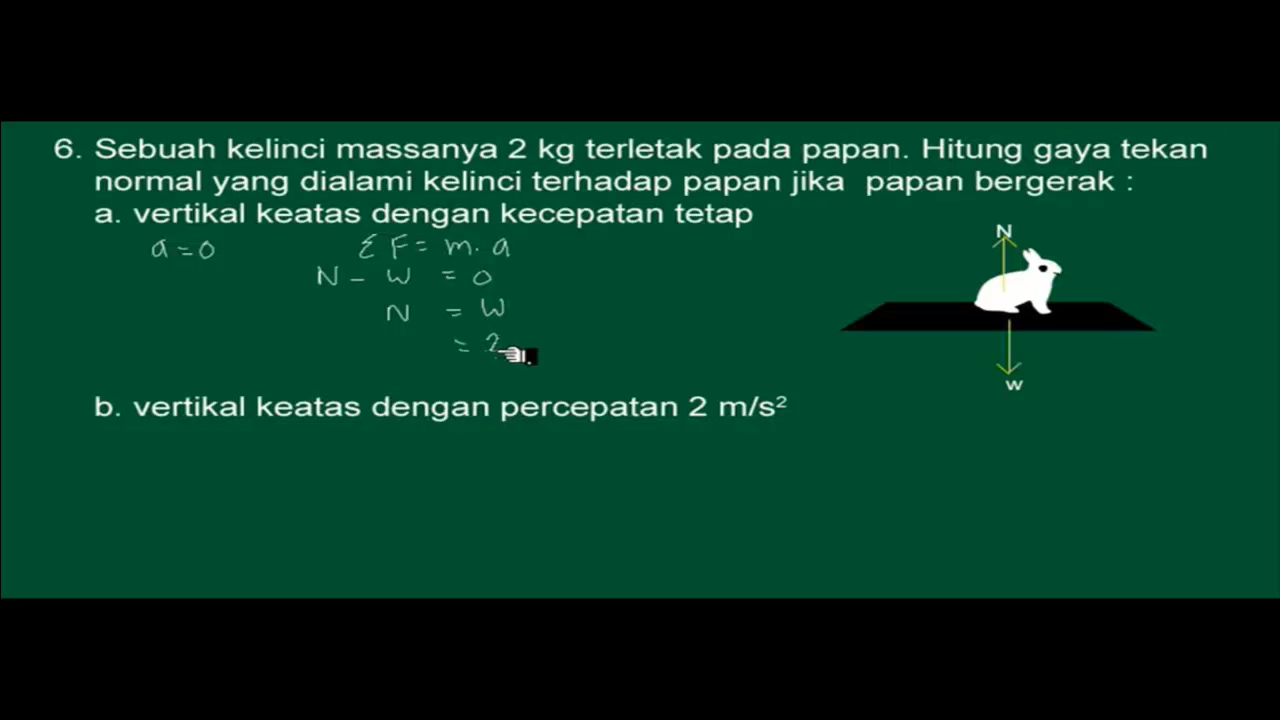 6. Sebuah kelinci massanya 2 kg terletak pada papan. Hitung gaya tekan
normal yang dialami kelinci terhadap papan jika papan bergerak :
a. vertikal keatas dengan kecepatan tetap
a = 0 Σ F = m. a
N - W = 0
N = W
= 2
b. vertikal keatas dengan percepatan 2 m/s²
N
w